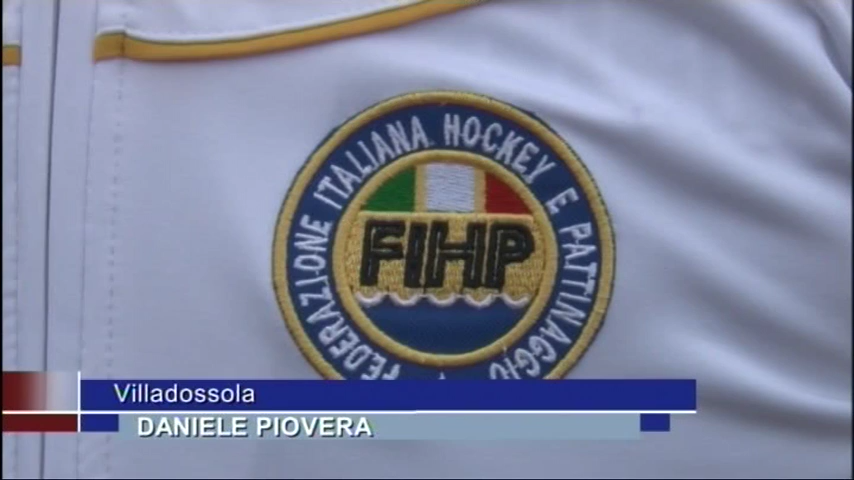 FEDERAZIONE ITALIANA HOCKEY E PATTINAGGIO
FIHP
Villadossola
DANIELE PIOVERA